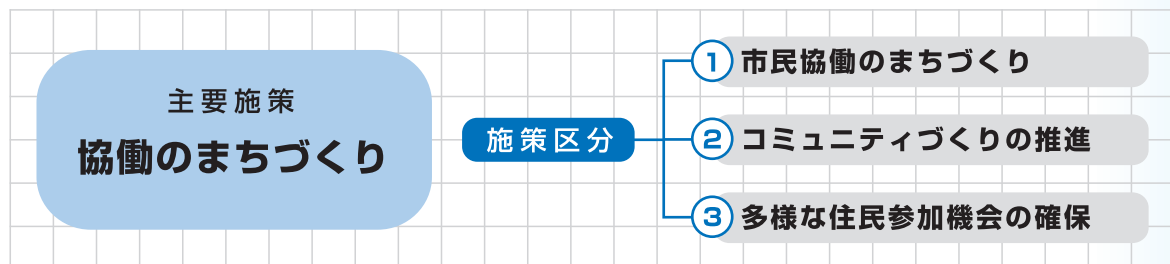 主要施策
協働のまちづくり
施策区分
1 市民協働のまちづくり
2 コミュニティづくりの推進
3 多様な住民参加機会の確保